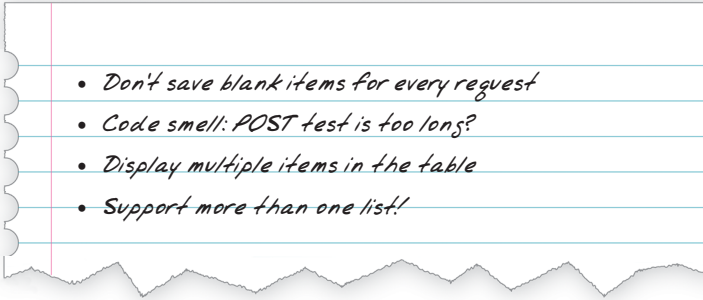 • Don't save blank items for every request
• Code smell: POST test is too long?
• Display multiple items in the table
• Support more than one list!